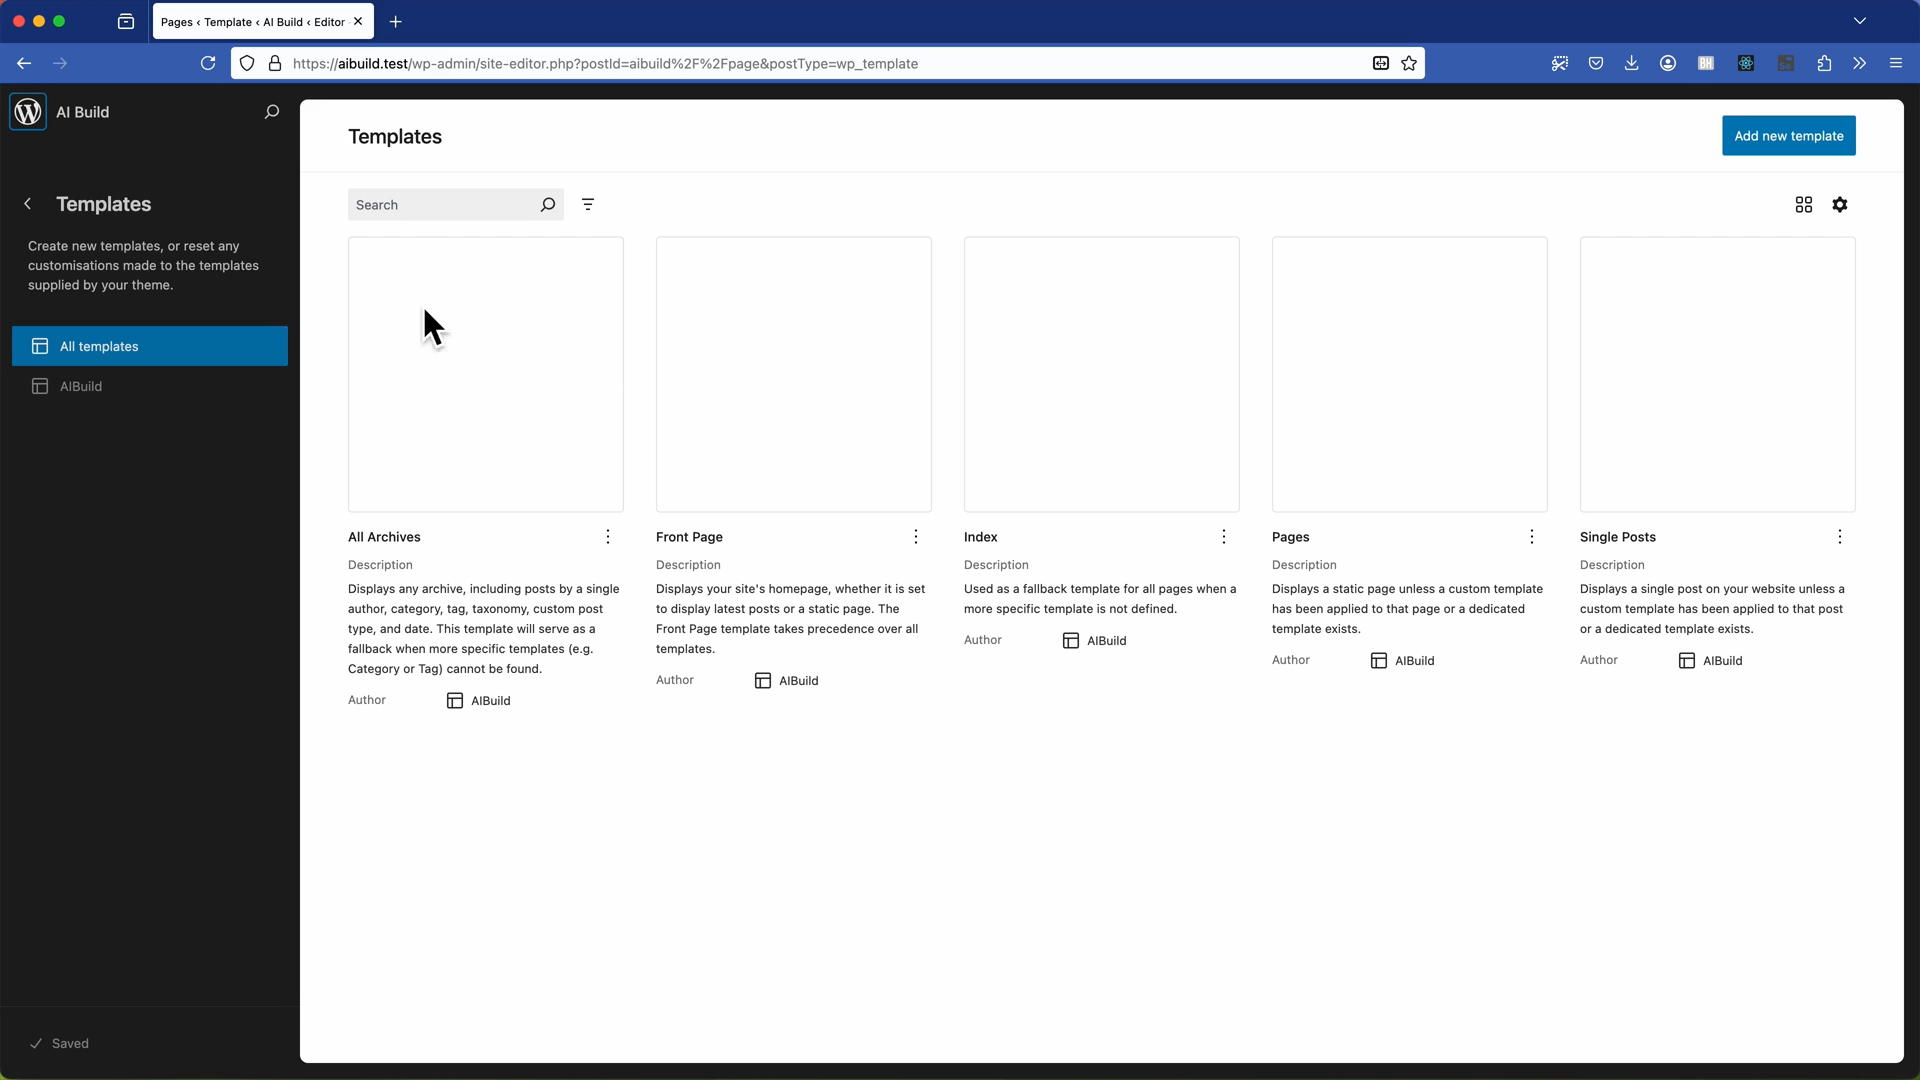 Pages ‹ Template ‹ AI Build ‹ Editor
https://aibuild.test/wp-admin/site-editor.php?postId=aibuild%2F%2Fpage&postType=wp_template
BH
AI Build
Templates
Create new templates, or reset any
customisations made to the templates
supplied by your theme.
All templates
AIBuild
Saved
Templates
Add new template
Search
All Archives
Description
Displays any archive, including posts by a single
author, category, tag, taxonomy, custom post
type, and date. This template will serve as a
fallback when more specific templates (e.g.
Category or Tag) cannot be found.
Author AIBuild
Front Page
Description
Displays your site's homepage, whether it is set
to display latest posts or a static page. The
Front Page template takes precedence over all
templates.
Author AIBuild
Index
Description
Used as a fallback template for all pages when a
more specific template is not defined.
Author AIBuild
Pages
Description
Displays a static page unless a custom template
has been applied to that page or a dedicated
template exists.
Author AIBuild
Single Posts
Description
Displays a single post on your website unless a
custom template has been applied to that post
or a dedicated template exists.
Author AIBuild